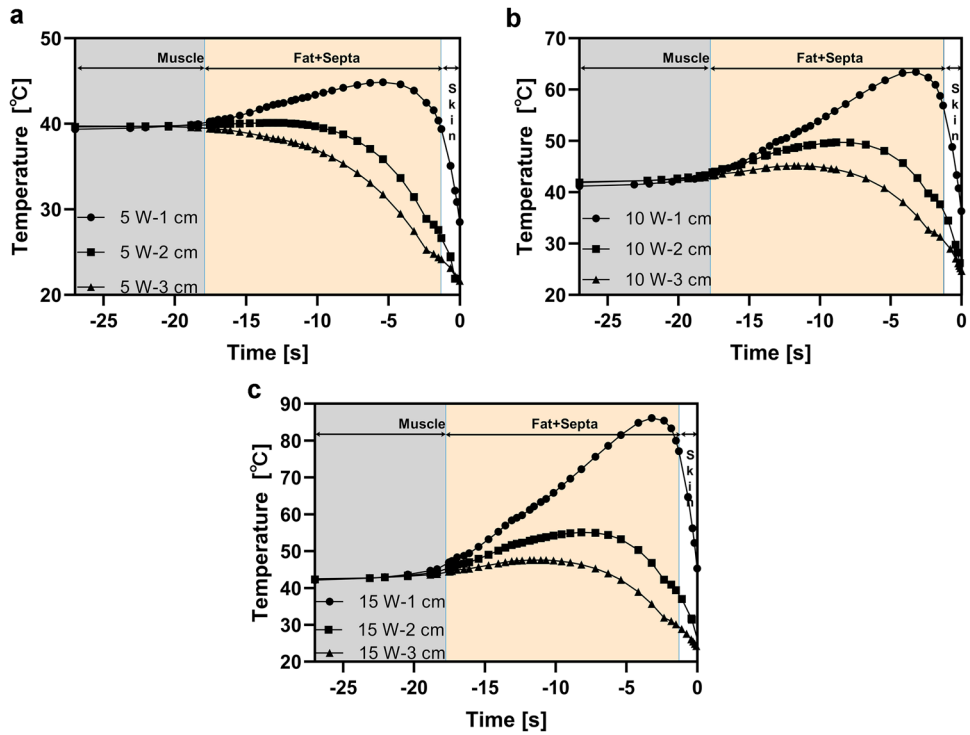 a
50
40
30
20
Temperature [℃]
Muscle
Fat+Septa
Skin
5 W-1 cm
5 W-2 cm
5 W-3 cm
-25 -20 -15 -10 -5 0
Time [s]
b
70
60
50
40
30
20
Temperature [℃]
Muscle
Fat+Septa
Skin
10 W-1 cm
10 W-2 cm
10 W-3 cm
-25 -20 -15 -10 -5 0
Time [s]
c
90
80
70
60
50
40
30
20
Temperature [℃]
Muscle
Fat+Septa
Skin
15 W-1 cm
15 W-2 cm
15 W-3 cm
-25 -20 -15 -10 -5 0
Time [s]